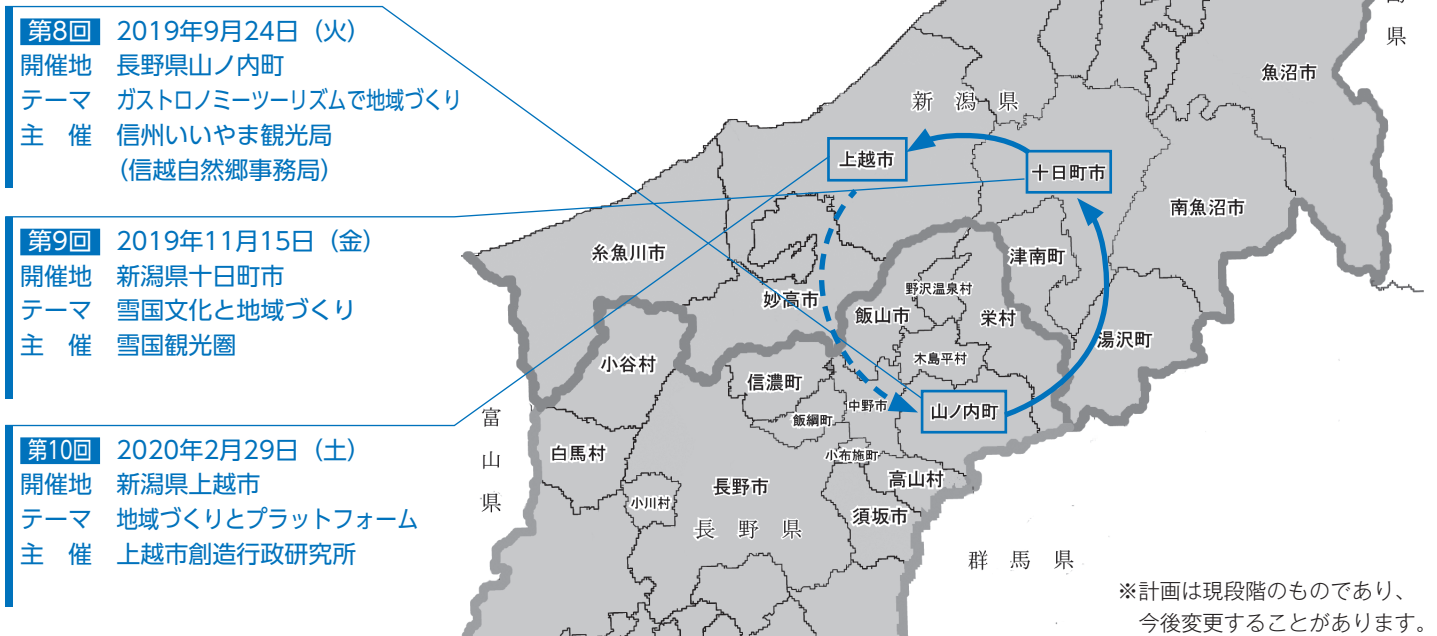 第8回 2019年9月24日（火）
開催地 長野県山ノ内町
テーマ ガストロノミーツーリズムで地域づくり
主 催 信州いいやま観光局
（信越自然郷事務局）
第9回 2019年11月15日（金）
開催地 新潟県十日町市
テーマ 雪国文化と地域づくり
主 催 雪国観光圏
第10回 2020年2月29日（土）
開催地 新潟県上越市
テーマ 地域づくりとプラットフォーム
主 催 上越市創造行政研究所
県
魚沼市
新潟県
上越市
十日町市
南魚沼市
糸魚川市
津南町
妙高市
野沢温泉村
飯山市
栄村
湯沢町
小谷村
木島平村
信濃町
中野市
山ノ内町
飯綱町
富山県
白馬村
小布施町
高山村
長野市
小川村
須坂市
長野県
群馬県
※計画は現段階のものであり、
今後変更することがあります。